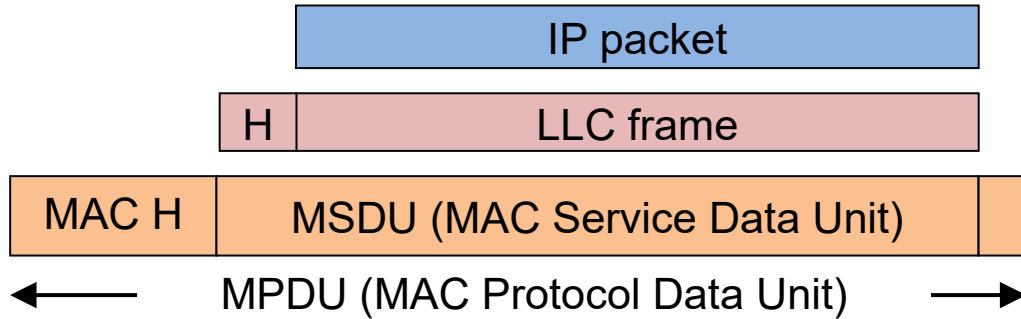 IP packet
H LLC frame
MAC H MSDU (MAC Service Data Unit)
MPDU (MAC Protocol Data Unit)